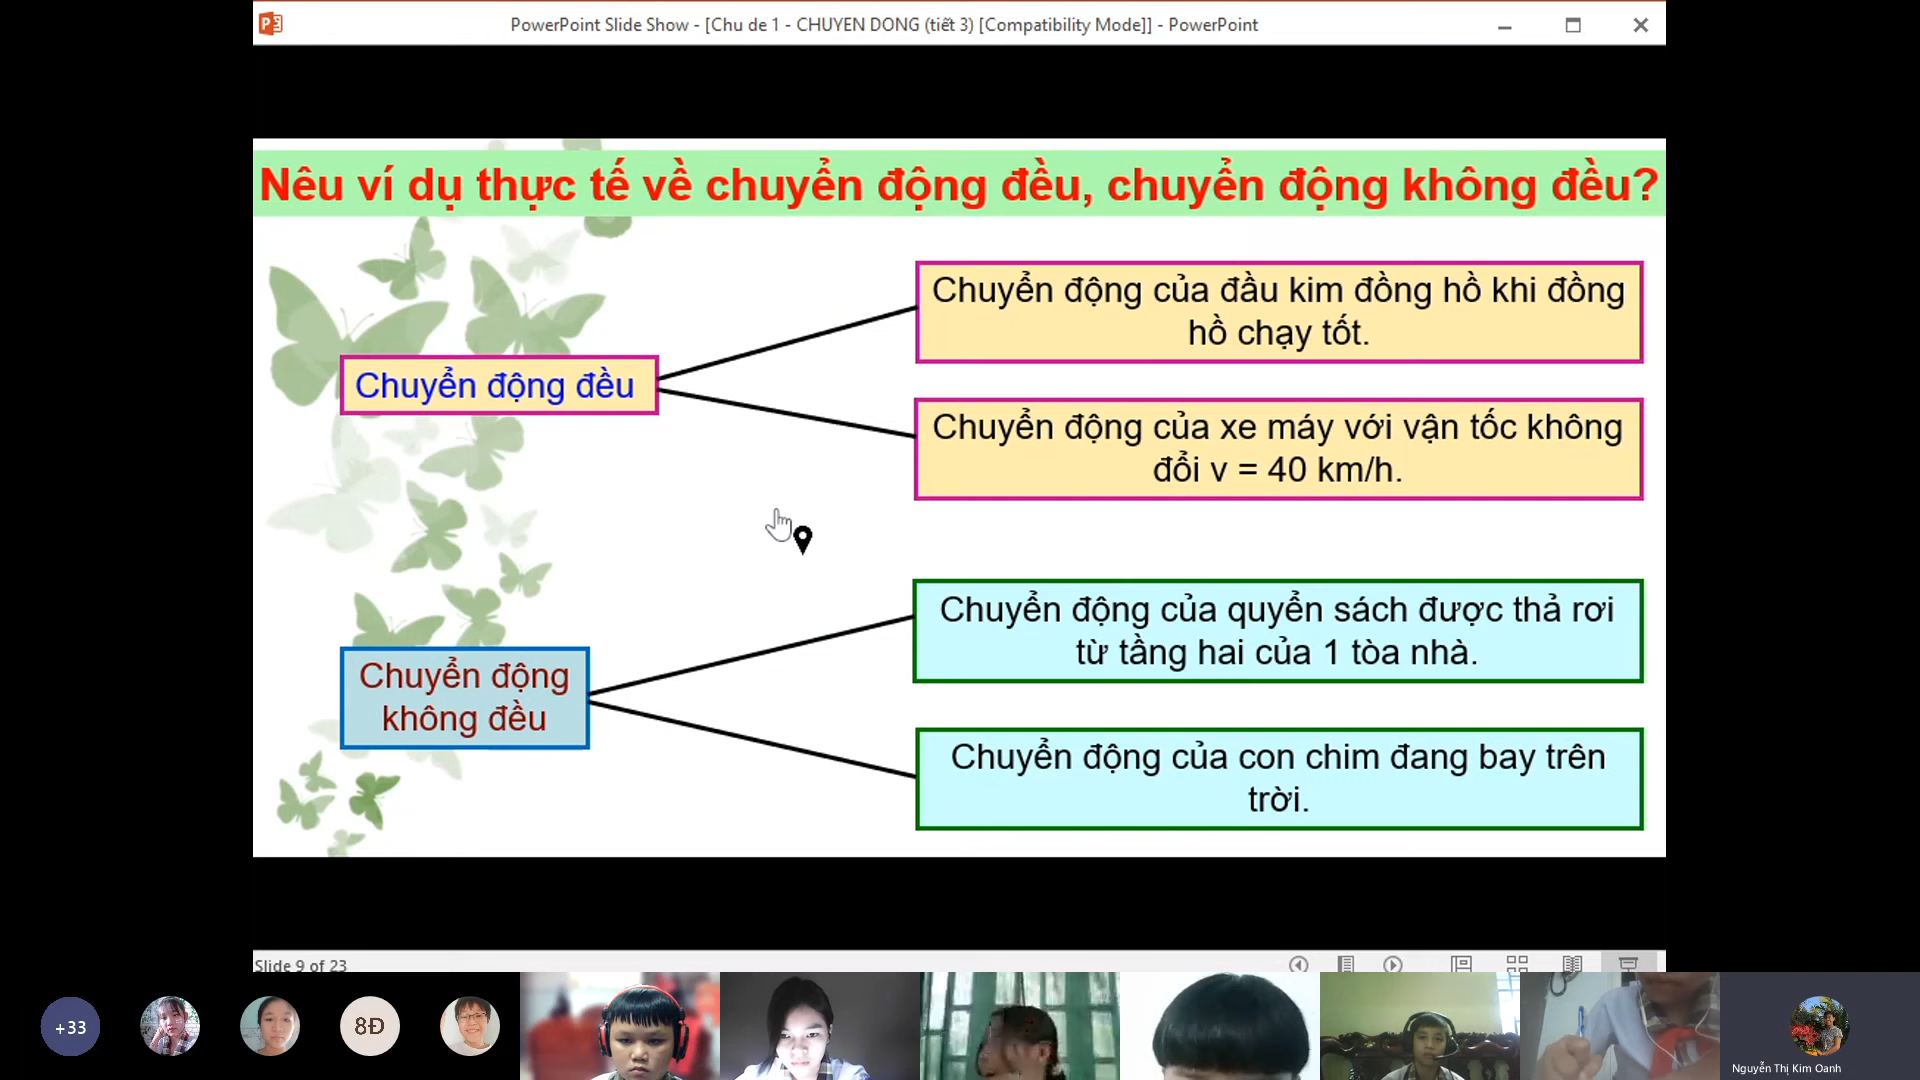 PowerPoint Slide Show - [Chu de 1 - CHUYEN DONG (tiết 3) [Compatibility Mode]] - PowerPoint
Nêu ví dụ thực tế về chuyển động đều, chuyển động không đều?
Chuyển động đều
Chuyển động của đầu kim đồng hồ khi đồng
hồ chạy tốt.
Chuyển động của xe máy với vận tốc không
đổi v = 40 km/h.
Chuyển động
không đều
Chuyển động của quyển sách được thả rơi
từ tầng hai của 1 tòa nhà.
Chuyển động của con chim đang bay trên
trời.
Slide 9 of 23
+33
8Đ
Nguyễn Thị Kim Oanh